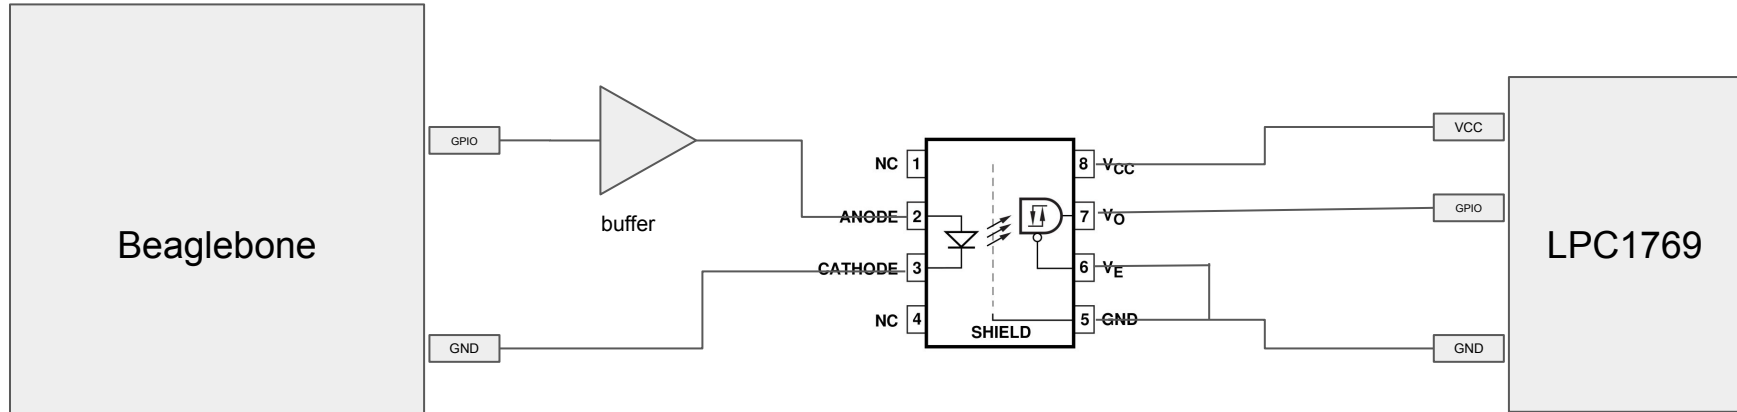 Beaglebone
GPIO
GND
buffer
NC 1
ANODE 2
CATHODE 3
NC 4
SHIELD
8 VCC
7 VO
6 VE
5 GND
VCC
GPIO
GND
LPC1769